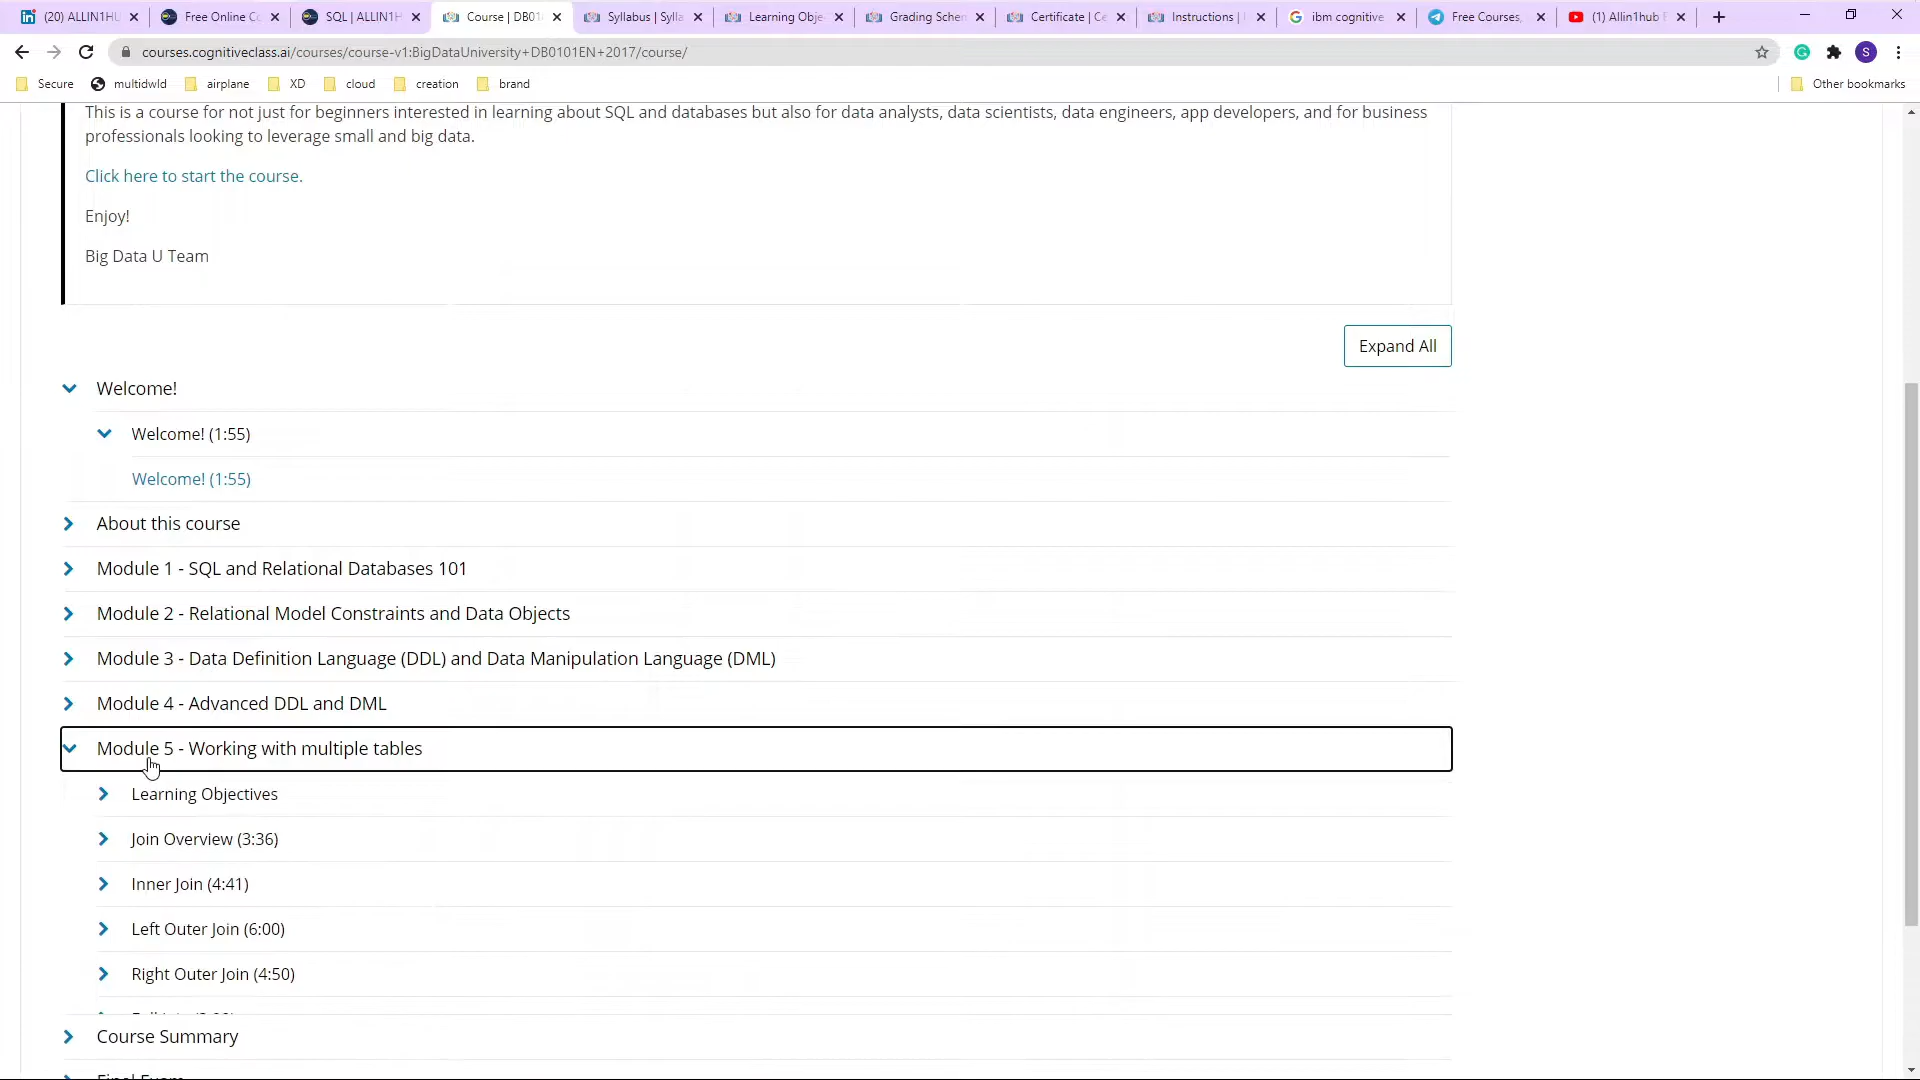 (20) ALLIN1HU
Free Online Co
SQL | ALLIN1H
Course | DB01
Syllabus | Sylla
Learning Obje
Grading Schem
Certificate | Ce
Instructions |
ibm cognitive
Free Courses,
(1) Allin1hub
courses.cognitiveclass.ai/courses/course-v1:BigDataUniversity+DB0101EN+2017/course/
S
Secure
multidwld
airplane
XD
cloud
creation
brand
Other bookmarks
This is a course for not just for beginners interested in learning about SQL and databases but also for data analysts, data scientists, data engineers, app developers, and for business
professionals looking to leverage small and big data.
Click here to start the course.
Enjoy!
Big Data U Team
Expand All
Welcome!
Welcome! (1:55)
Welcome! (1:55)
About this course
Module 1 - SQL and Relational Databases 101
Module 2 - Relational Model Constraints and Data Objects
Module 3 - Data Definition Language (DDL) and Data Manipulation Language (DML)
Module 4 - Advanced DDL and DML
Module 5 - Working with multiple tables
Learning Objectives
Join Overview (3:36)
Inner Join (4:41)
Left Outer Join (6:00)
Right Outer Join (4:50)
Course Summary
Final Exam